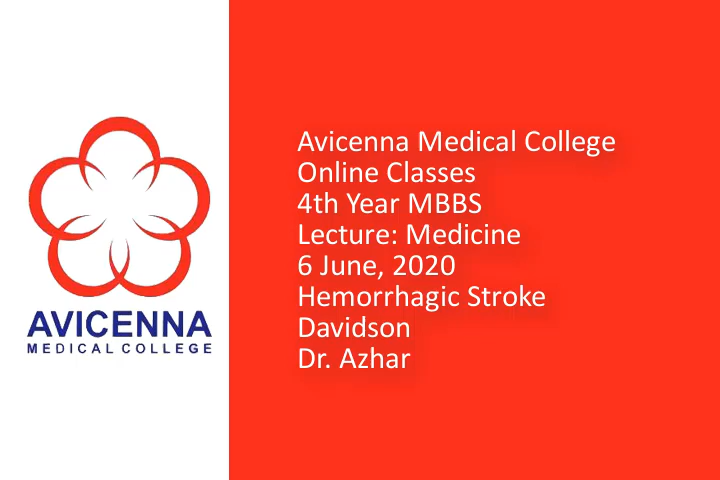 AVICENNA
MEDICAL COLLEGE
Avicenna Medical College
Online Classes
4th Year MBBS
Lecture: Medicine
6 June, 2020
Hemorrhagic Stroke
Davidson
Dr. Azhar